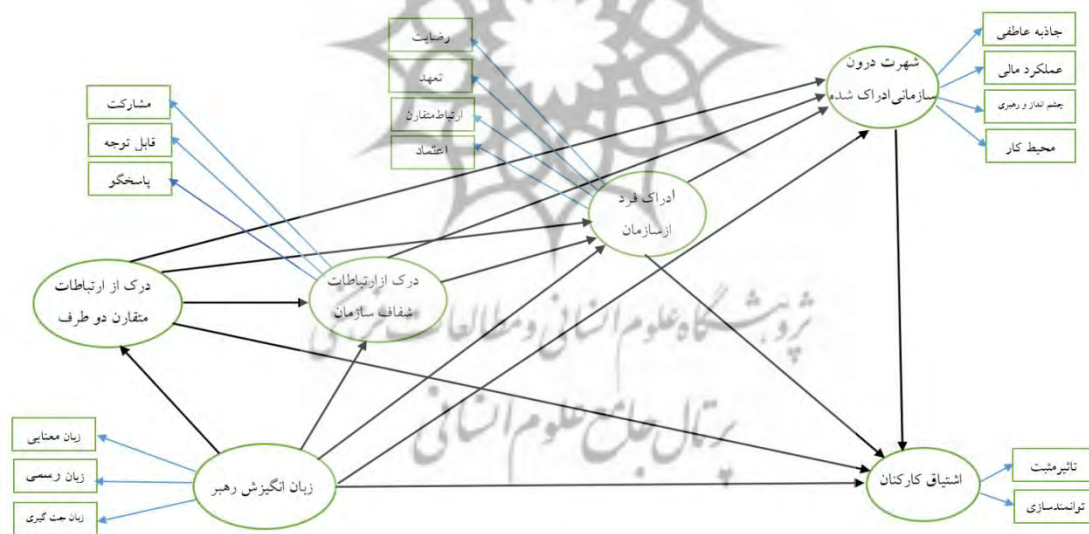 رضایت
تعهد
ارتباط متقارن
اعتماد
جاذبه عاطفی
عملکرد مالی
چشم انداز و رهبری
محیط کار
شهرت درون
سازمانی ادراک شده
مشارکت
قابل توجه
پاسخگو
ادراک فرد
ازسازمان
درک از ارتباطات
متقارن دو طرف
درک ازارتباطات
شفاف سازمان
پژوهشگاه علوم انسانی و مطالعات فرهنگی
پرتال جامع علوم انسانی
زبان معنایی
زبان رسمی
زبان جت گیری
زبان انگیزش رهبر
اشتیاق کارکنان
تاثیرمثبت
توانمندسازی